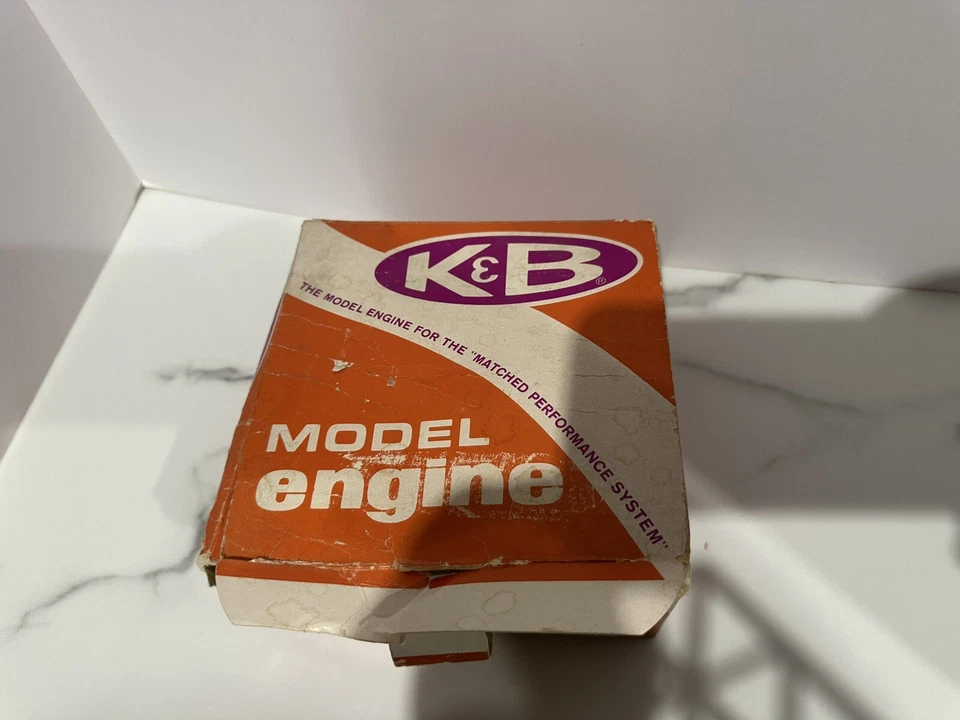 K&B®
THE MODEL ENGINE FOR THE "MATCHED PERFORMANCE SYSTEM"
MODEL
engine